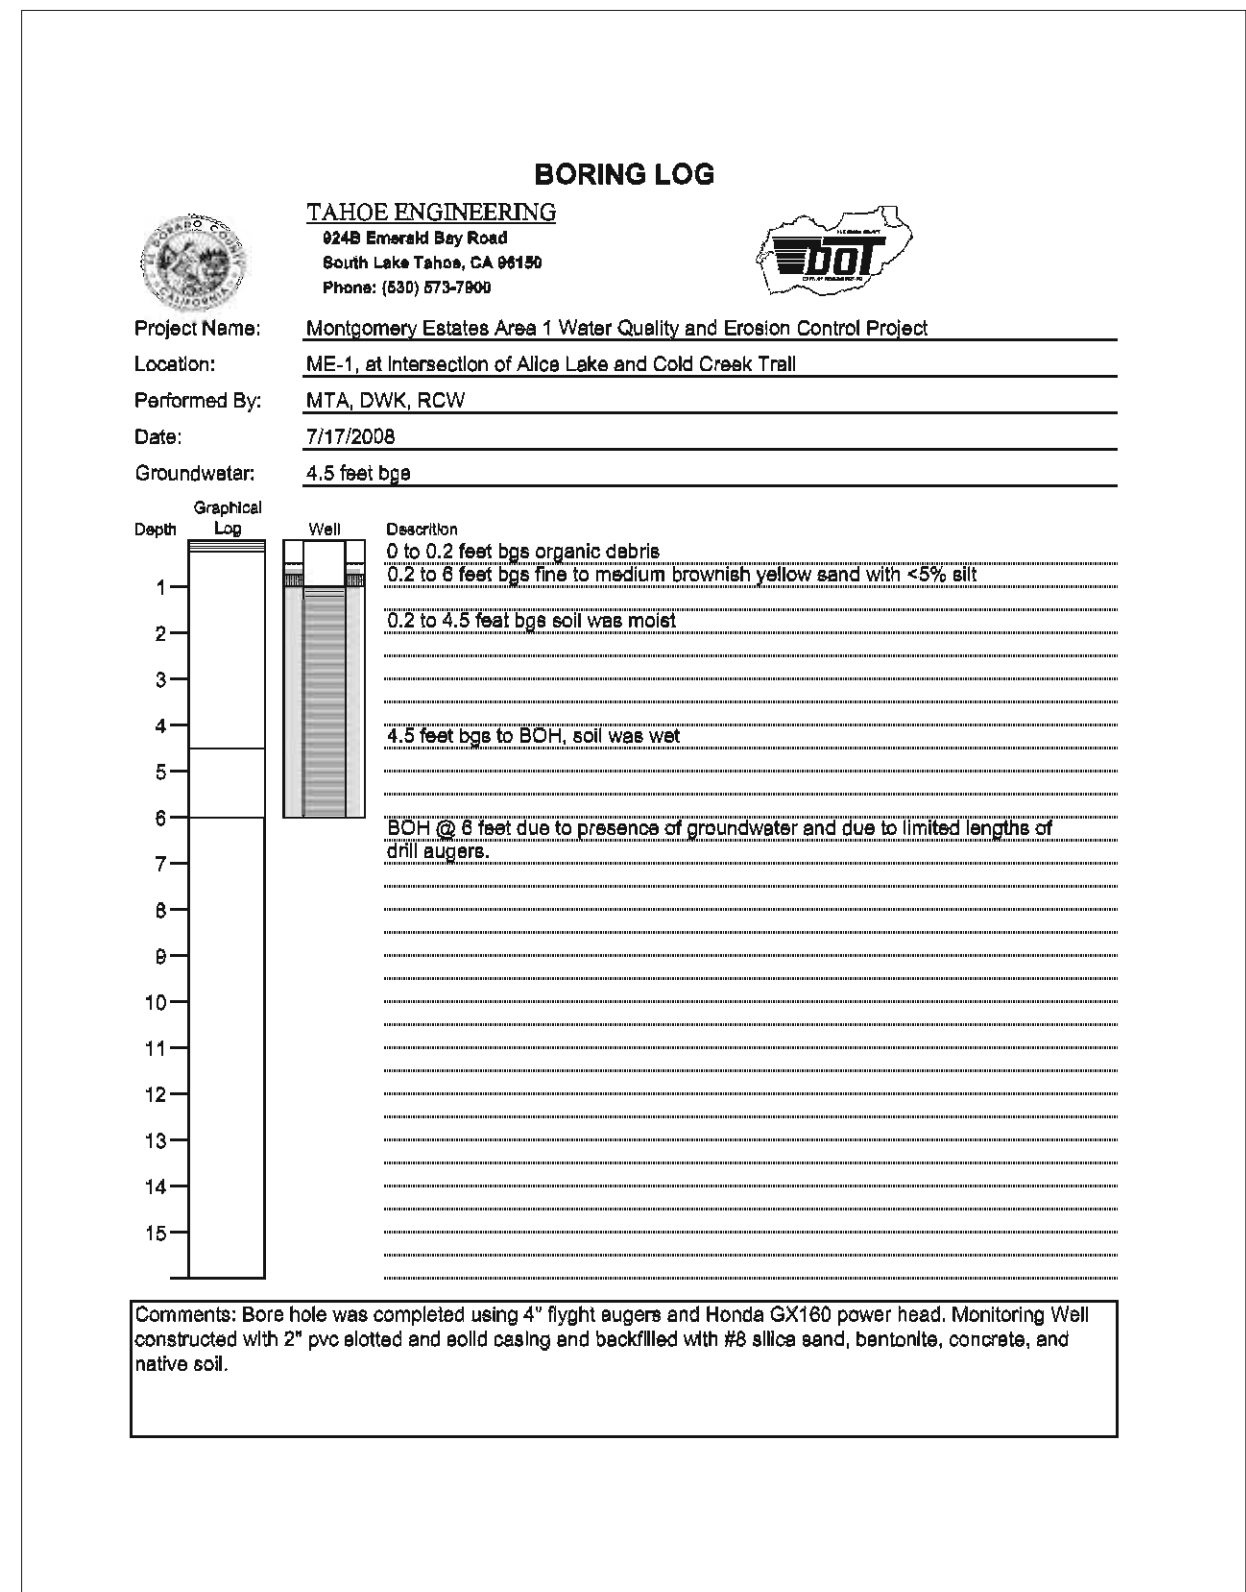 BORING LOG
TAHOE ENGINEERING
924B Emerald Bay Road
South Lake Tahoe, CA 96150
Phone: (530) 573-7900
EL DORADO COUNTY
CALIFORNIA
DOT
Project Name: Montgomery Estates Area 1 Water Quality and Erosion Control Project
Location: ME-1, at Intersection of Alice Lake and Cold Creek Trail
Performed By: MTA, DWK, RCW
Date: 7/17/2008
Groundwater: 4.5 feet bgs
Depth Graphical Log Well Descrition
0 to 0.2 feet bgs organic debris
0.2 to 6 feet bgs fine to medium brownish yellow sand with <5% silt
1
0.2 to 4.5 feet bgs soil was moist
2
3
4
4.5 feet bgs to BOH, soil was wet
5
6
BOH @ 6 feet due to presence of groundwater and due to limited lengths of
drill augers.
7
8
9
10
11
12
13
14
15
Comments: Bore hole was completed using 4" flyght augers and Honda GX160 power head. Monitoring Well
constructed with 2" pvc slotted and solid casing and backfilled with #8 silica sand, bentonite, concrete, and
native soil.